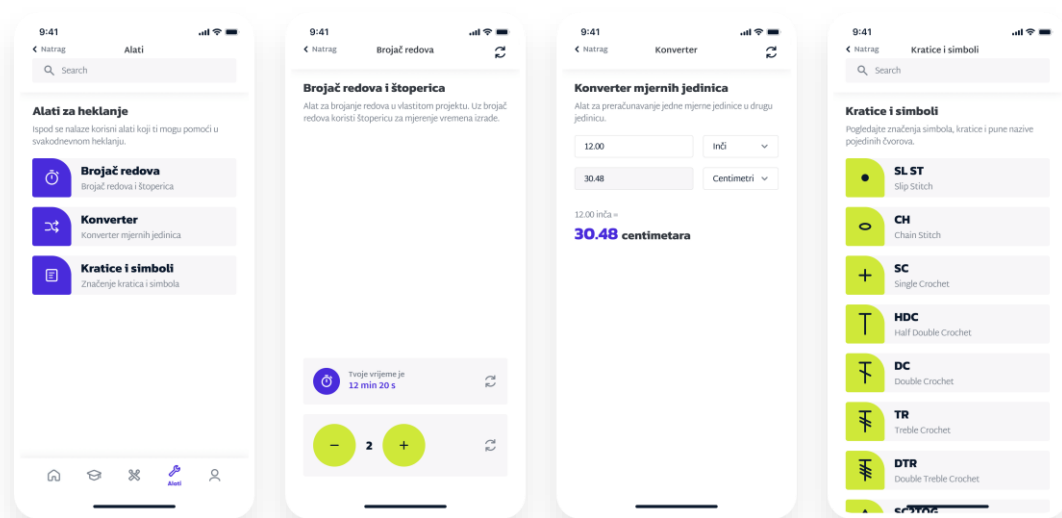 9:41
Natrag
Alati
Search
Alati za heklanje
Ispod se nalaze korisni alati koji ti mogu pomoći u
svakodnevnom heklanju.
Brojač redova
Brojač redova i štoperica
Konverter
Konverter mjernih jedinica
Kratice i simboli
Značenje kratica i simbola
Alati
9:41
Natrag
Brojač redova
Brojač redova i štoperica
Alat za brojanje redova u vlastitom projektu. Uz brojač
redova koristi štopericu za mjerenje vremena izrade.
Tvoje vrijeme je
12 min 20 s
2
9:41
Natrag
Konverter
Konverter mjernih jedinica
Alat za preračunavanje jedne mjerne jedinice u drugu
jedinicu.
12.00
Inči
30.48
Centimetri
12.00 inča =
30.48 centimetara
9:41
Natrag
Kratice i simboli
Search
Kratice i simboli
Pogledajte značenja simbola, kratice i pune nazive
pojedinih čvorova.
SL ST
Slip Stitch
CH
Chain Stitch
SC
Single Crochet
HDC
Half Double Crochet
DC
Double Crochet
TR
Treble Crochet
DTR
Double Treble Crochet
SC2TOG